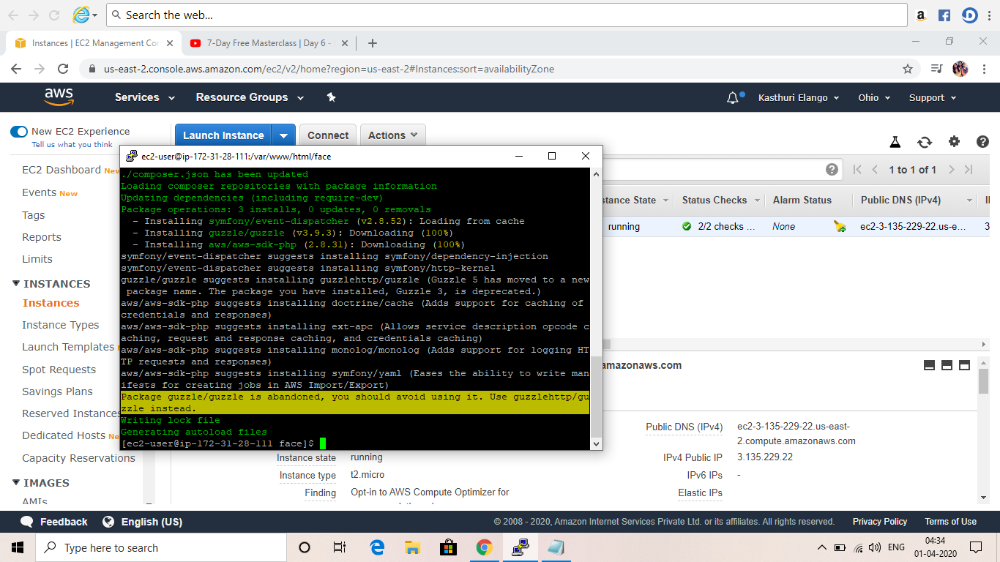 Search the web...
Instances | EC2 Management Con
7-Day Free Masterclass | Day 6 -
us-east-2.console.aws.amazon.com/ec2/v2/home?region=us-east-2#Instances:sort=availabilityZone
aws
Services
Resource Groups
Kasthuri Elango
Ohio
Support
New EC2 Experience
Tell us what you think
Launch Instance
Connect
Actions
EC2 Dashboard New
Events New
Tags
Reports
Limits
INSTANCES
Instances
Instance Types
Launch Templates
Spot Requests
Savings Plans
Reserved Instances
Dedicated Hosts Ne
Capacity Reservations
IMAGES
AMIs
ec2-user@ip-172-31-28-111:/var/www/html/face
./composer.json has been updated
Loading composer repositories with package information
Updating dependencies (including require-dev)
Package operations: 3 installs, 0 updates, 0 removals
- Installing symfony/event-dispatcher (v2.8.52): Loading from cache
- Installing guzzle/guzzle (v3.9.3): Downloading (100%)
- Installing aws/aws-sdk-php (2.8.31): Downloading (100%)
symfony/event-dispatcher suggests installing symfony/dependency-injection
symfony/event-dispatcher suggests installing symfony/http-kernel
guzzle/guzzle suggests installing guzzlehttp/guzzle (Guzzle 5 has moved to a new
package name. The package you have installed, Guzzle 3, is deprecated.)
aws/aws-sdk-php suggests installing doctrine/cache (Adds support for caching of
credentials and responses)
aws/aws-sdk-php suggests installing ext-apc (Allows service description opcode c
aching, request and response caching, and credentials caching)
aws/aws-sdk-php suggests installing monolog/monolog (Adds support for logging HT
TP requests and responses)
aws/aws-sdk-php suggests installing symfony/yaml (Eases the ability to write man
ifests for creating jobs in AWS Import/Export)
Package guzzle/guzzle is abandoned, you should avoid using it. Use guzzlehttp/gu
zzle instead.
Writing lock file
Generating autoload files
[ec2-user@ip-172-31-28-111 face]$
1 to 1 of 1
stance State
Status Checks
Alarm Status
Public DNS (IPv4)
running
2/2 checks ...
None
ec2-3-135-229-22.us-e...
3
amazonaws.com
Instance state
running
Instance type
t2.micro
Finding
Opt-in to AWS Compute Optimizer for
Public DNS (IPv4)
ec2-3-135-229-22.us-east-
2.compute.amazonaws.com
IPv4 Public IP
3.135.229.22
IPv6 IPs
-
Elastic IPs
Feedback
English (US)
© 2008 - 2020, Amazon Internet Services Private Ltd. or its affiliates. All rights reserved.
Privacy Policy
Terms of Use
Type here to search
ENG
04:34
01-04-2020